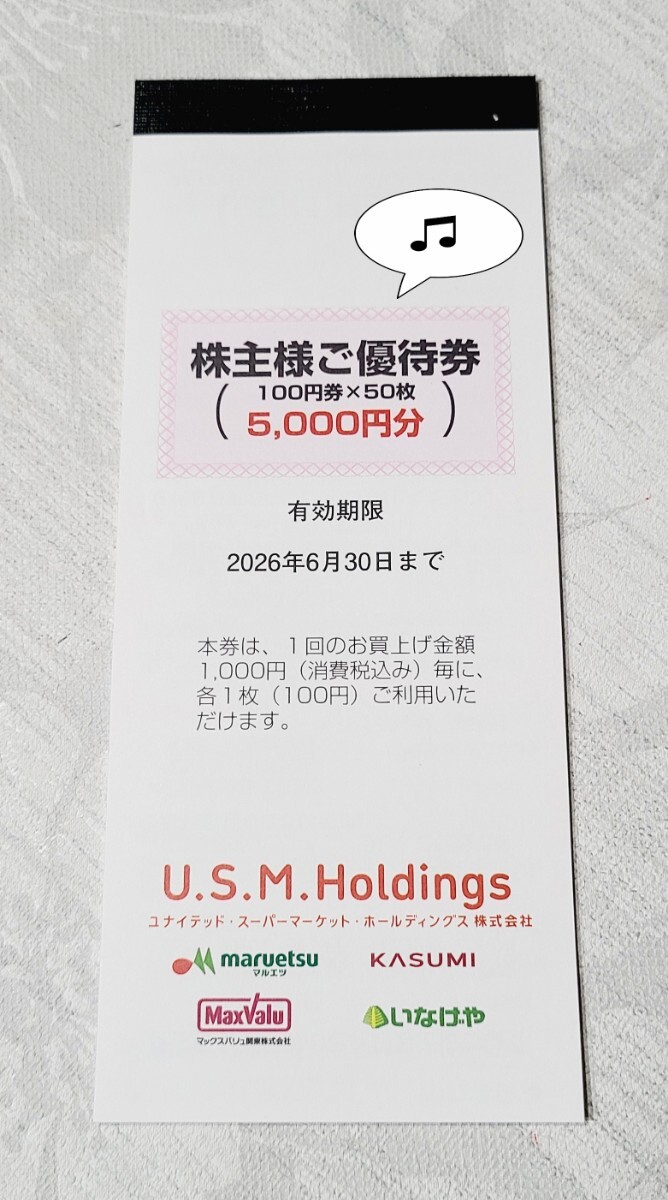 株主様ご優待券
(100円券×50枚
5,000円分)
有効期限
2026年6月30日まで
本券は、1回のお買上げ金額
1,000円(消費税込み)毎に、
各1枚(100円)ご利用いた
だけます。
U.S.M.Holdings
ユナイテッド・スーパーマーケット・ホールディングス 株式会社
maruetsu KASUMI
マルエツ
MaxValu いなげや
マックスバリュ関東株式会社